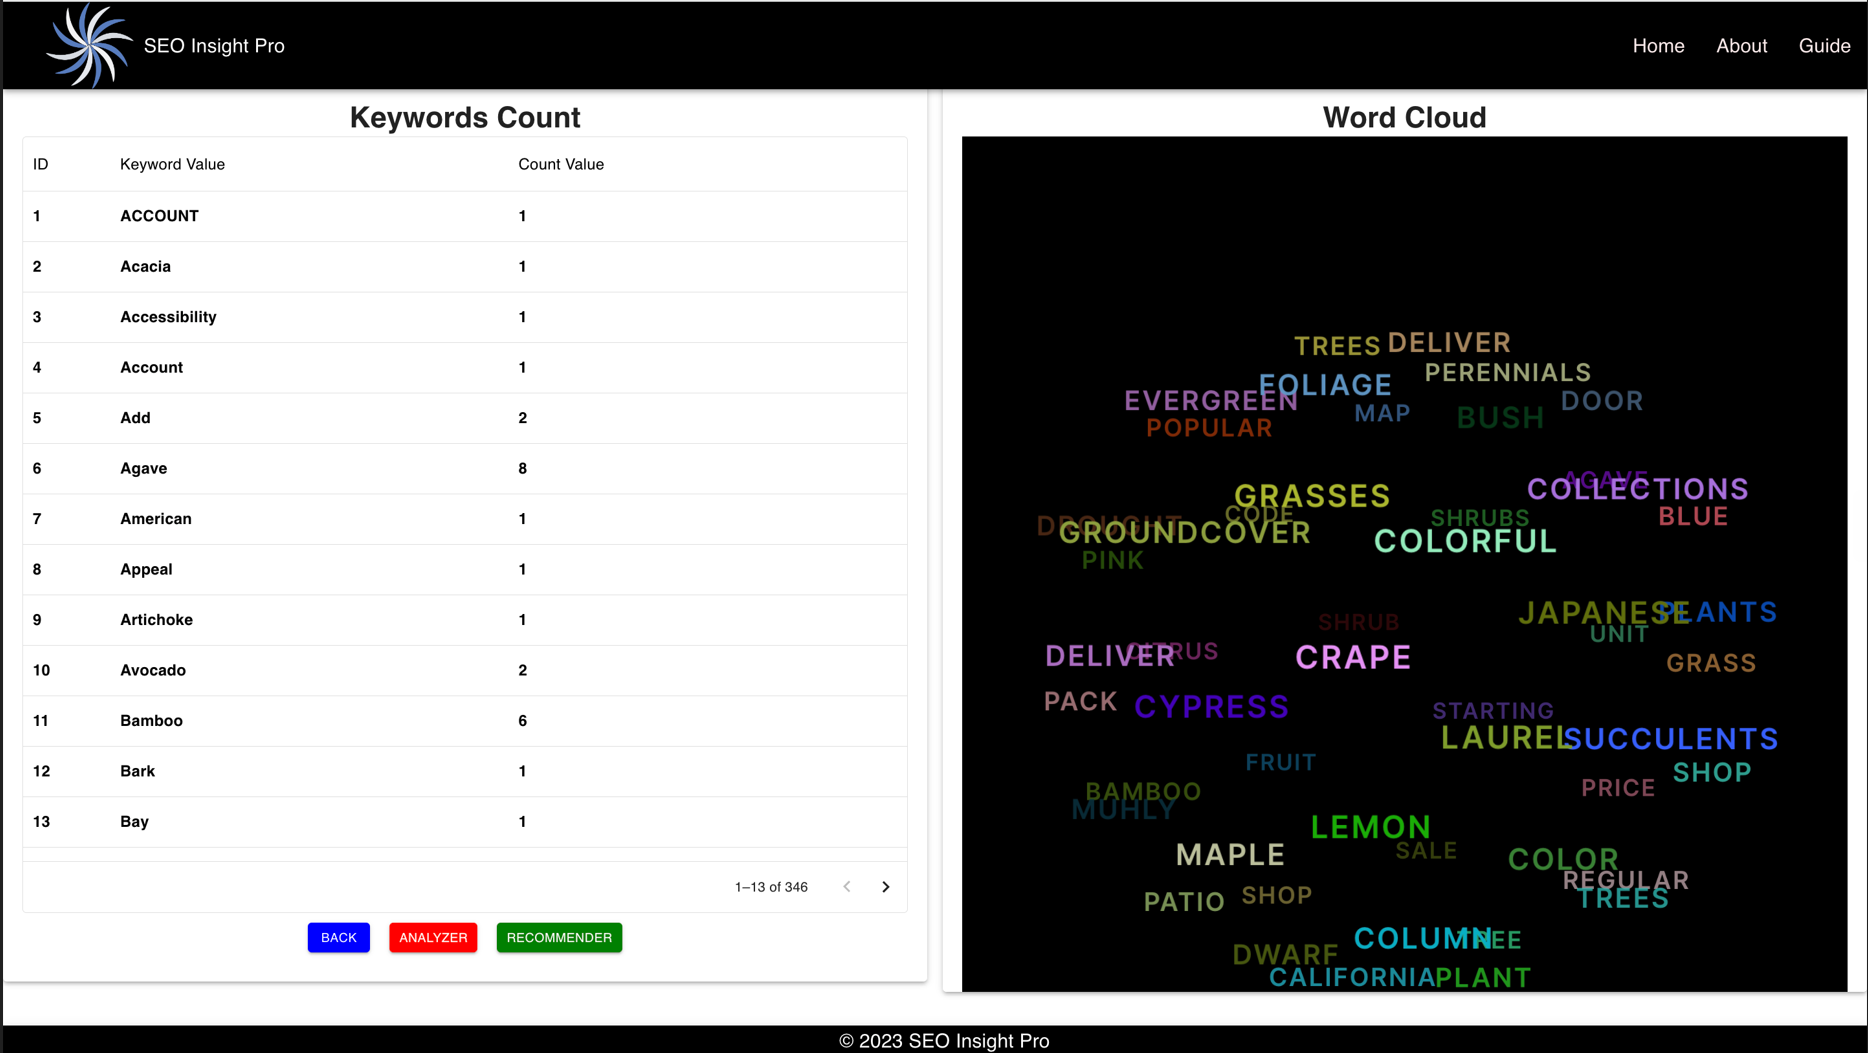 SEO Insight Pro
Home About Guide
Keywords Count
ID Keyword Value Count Value
1 ACCOUNT 1
2 Acacia 1
3 Accessibility 1
4 Account 1
5 Add 2
6 Agave 8
7 American 1
8 Appeal 1
9 Artichoke 1
10 Avocado 2
11 Bamboo 6
12 Bark 1
13 Bay 1
1–13 of 346
BACK ANALYZER RECOMMENDER
Word Cloud
TREES DELIVER
PERENNIALS
FOLIAGE
EVERGREEN MAP DOOR
POPULAR BUSH
AGAVE
COLLECTIONS
GRASSES
CODE SHRUBS BLUE
DROUGHT
GROUNDCOVER COLORFUL
PINK
JAPANESE PLANTS
SHRUB UNIT
DELIVER CITRUS CRAPE GRASS
PACK CYPRESS STARTING
LAUREL SUCCULENTS
FRUIT SHOP
BAMBOO PRICE
MUHLY
LEMON
MAPLE SALE COLOR
REGULAR
PATIO SHOP TREES
COLUMN TREE
DWARF
CALIFORNIA PLANT
© 2023 SEO Insight Pro